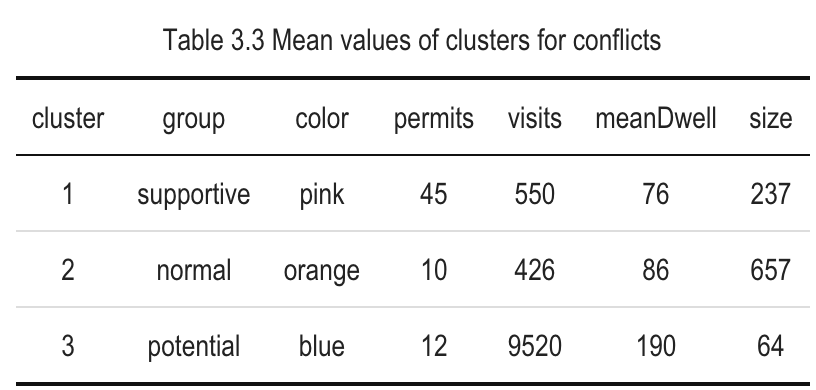 Table 3.3 Mean values of clusters for conflicts
cluster group color permits visits meanDwell size
1 supportive pink 45 550 76 237
2 normal orange 10 426 86 657
3 potential blue 12 9520 190 64